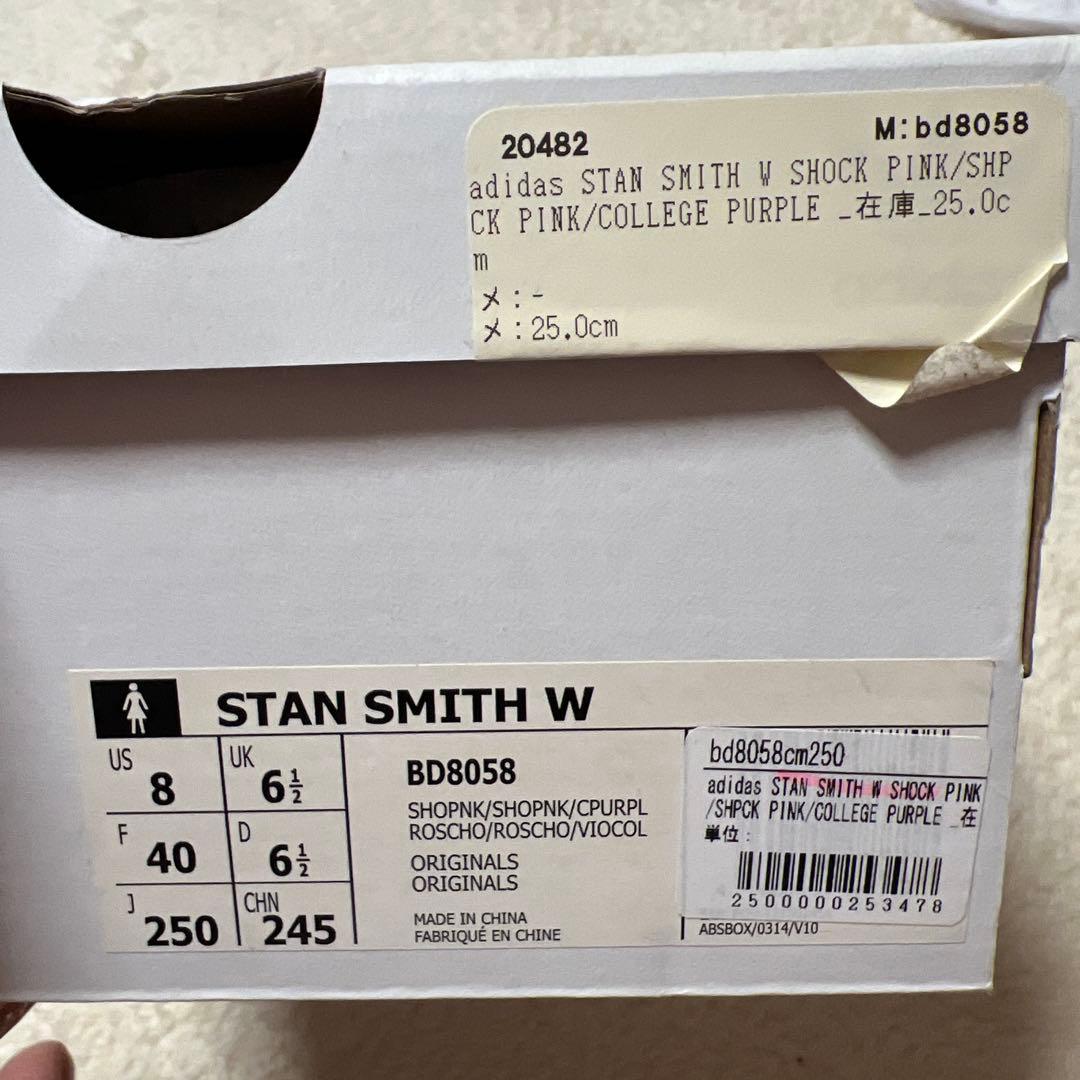 20482
M:bd8058
adidas STAN SMITH W SHOCK PINK/SHP
CK PINK/COLLEGE PURPLE _在庫_25.0c
m
メ:-
メ:25.0cm
STAN SMITH W
US 8
UK 6½
F 40
D 6½
J 250
CHN 245
BD8058
SHOPNK/SHOPNK/CPURPL
ROSCHO/ROSCHO/VIOCOL
ORIGINALS
ORIGINALS
MADE IN CHINA
FABRIQUÉ EN CHINE
bd8058cm250
adidas STAN SMITH W SHOCK PINK
/SHPCK PINK/COLLEGE PURPLE _在
単位:
2500000253478
ABSBOX/0314/V10